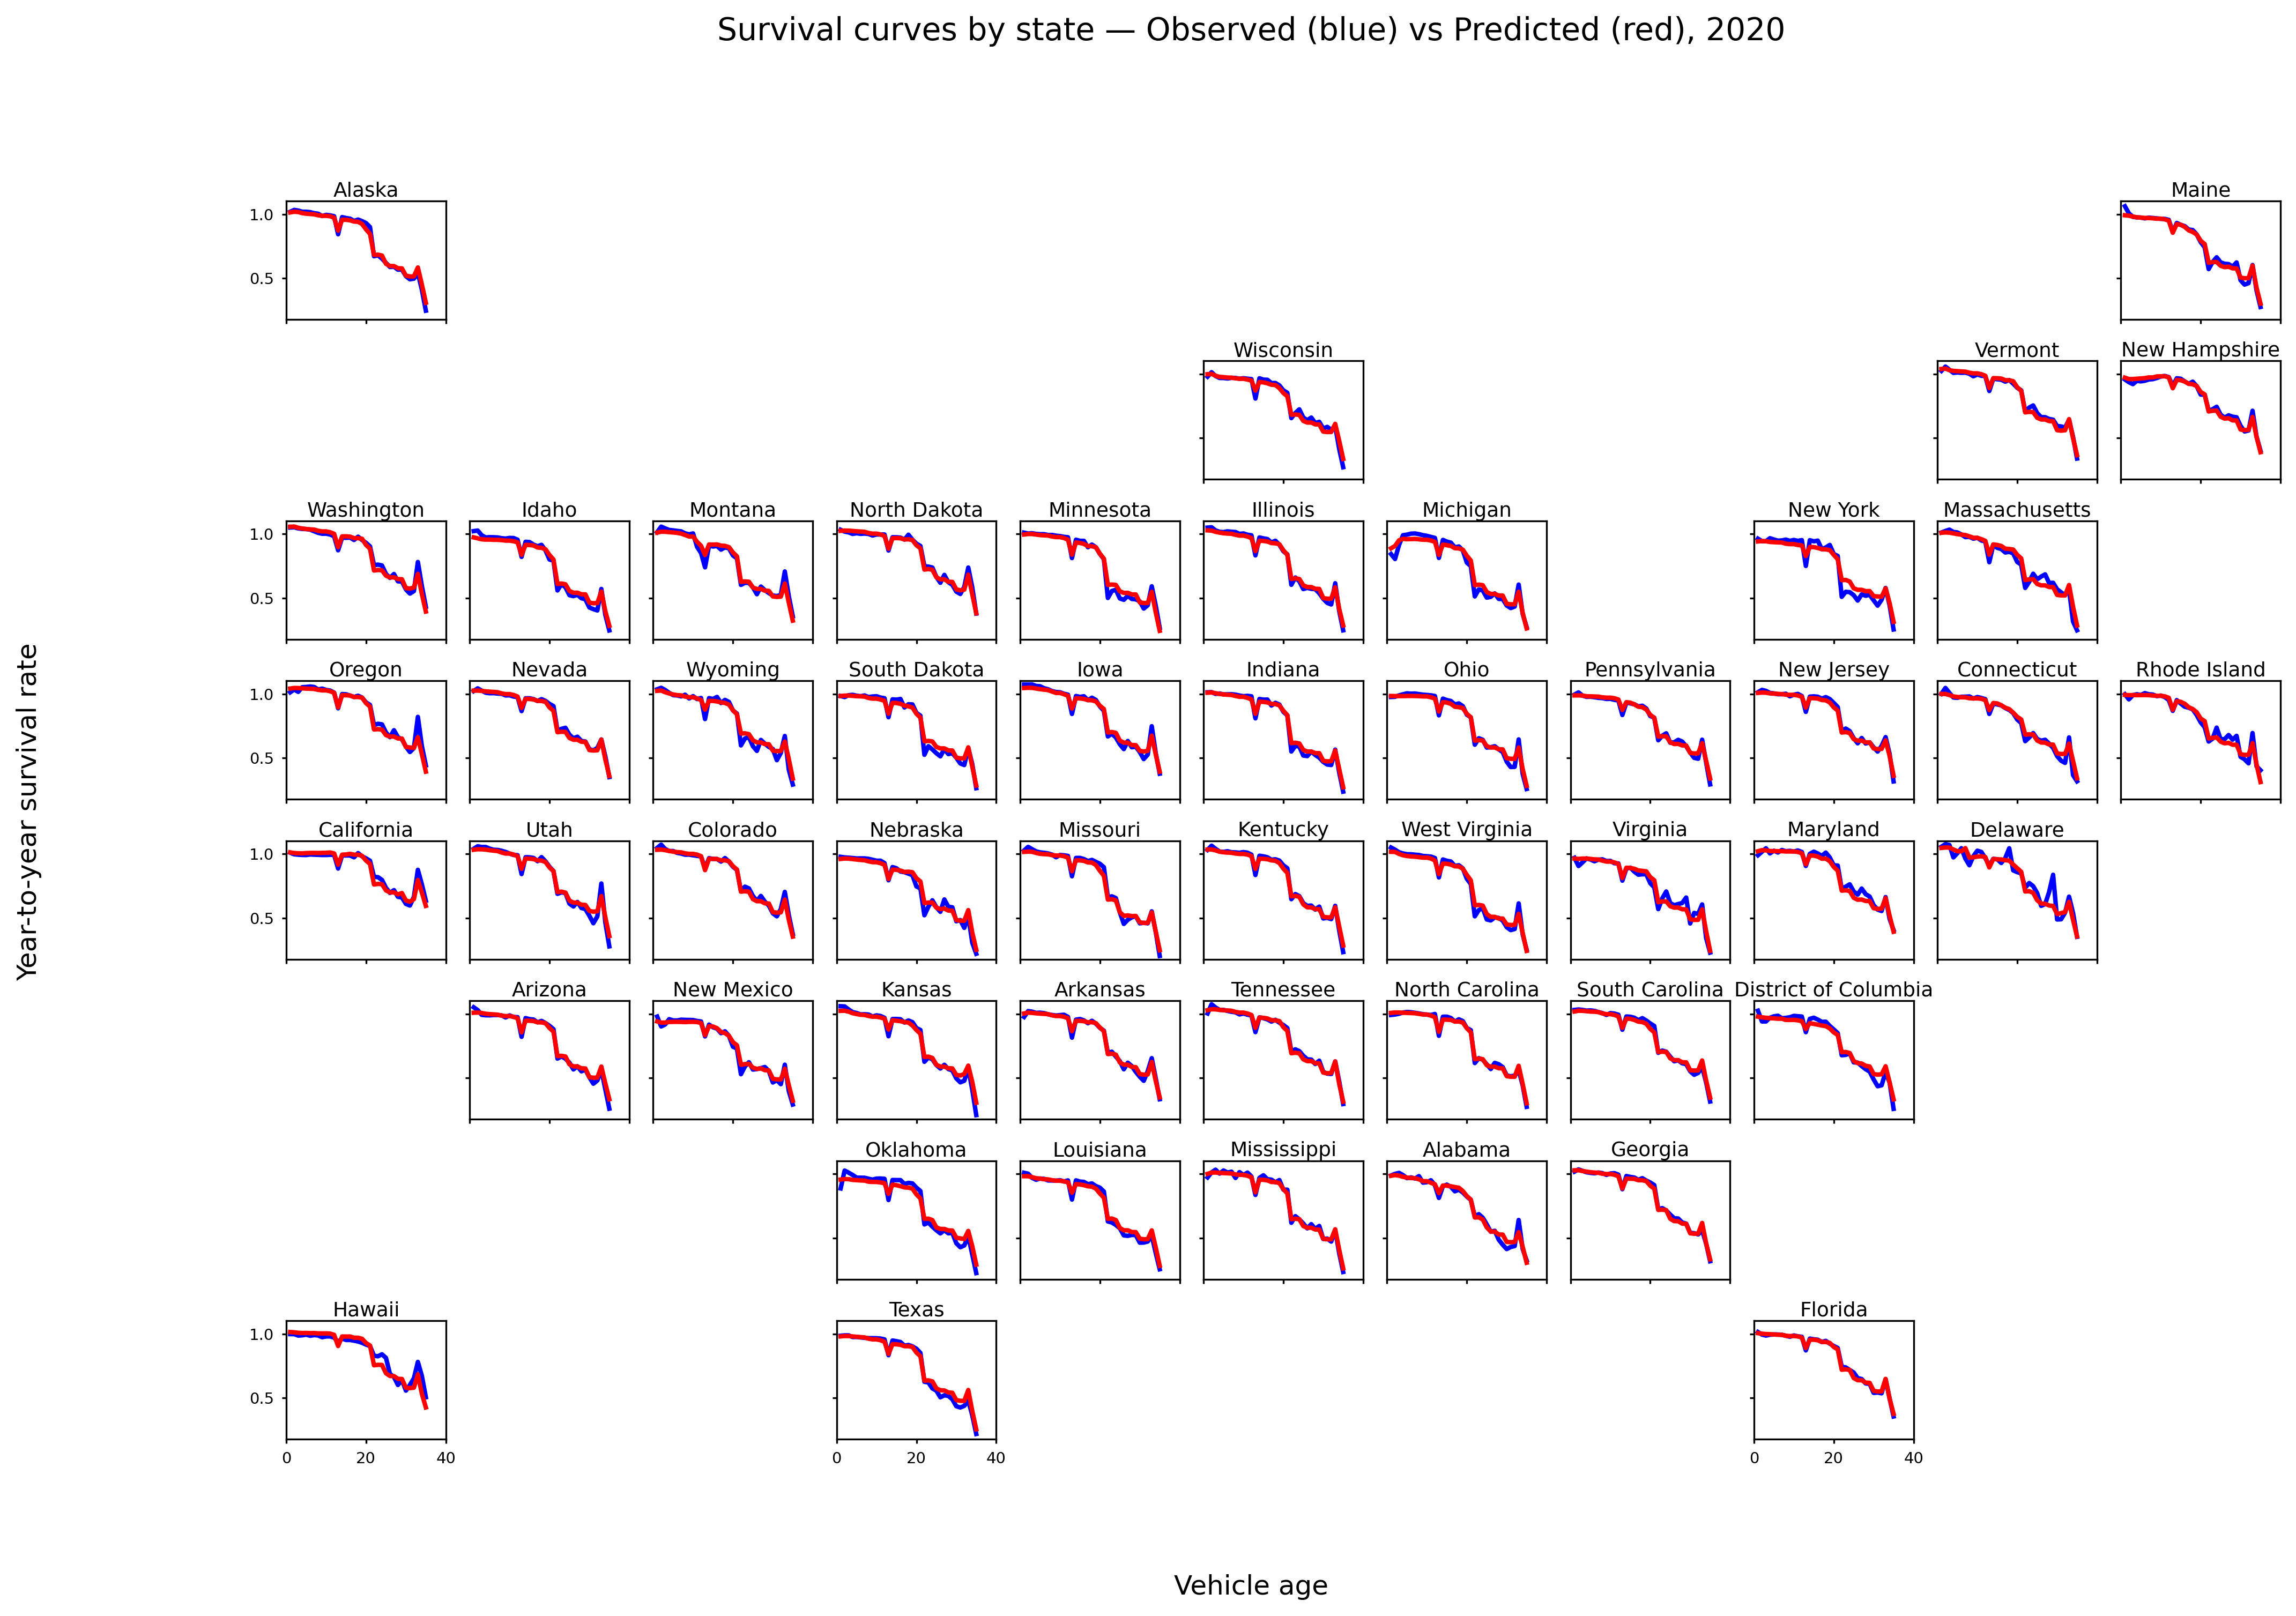 Survival curves by state — Observed (blue) vs Predicted (red), 2020
Alaska
Maine
1.0
0.5
Wisconsin
Vermont
New Hampshire
Washington
Idaho
Montana
North Dakota
Minnesota
Illinois
Michigan
New York
Massachusetts
1.0
0.5
Year-to-year survival rate
Oregon
Nevada
Wyoming
South Dakota
Iowa
Indiana
Ohio
Pennsylvania
New Jersey
Connecticut
Rhode Island
1.0
0.5
California
Utah
Colorado
Nebraska
Missouri
Kentucky
West Virginia
Virginia
Maryland
Delaware
1.0
0.5
Arizona
New Mexico
Kansas
Arkansas
Tennessee
North Carolina
South Carolina
District of Columbia
Oklahoma
Louisiana
Mississippi
Alabama
Georgia
Hawaii
Texas
Florida
1.0
0.5
0 20 40
0 20 40
0 20 40
Vehicle age